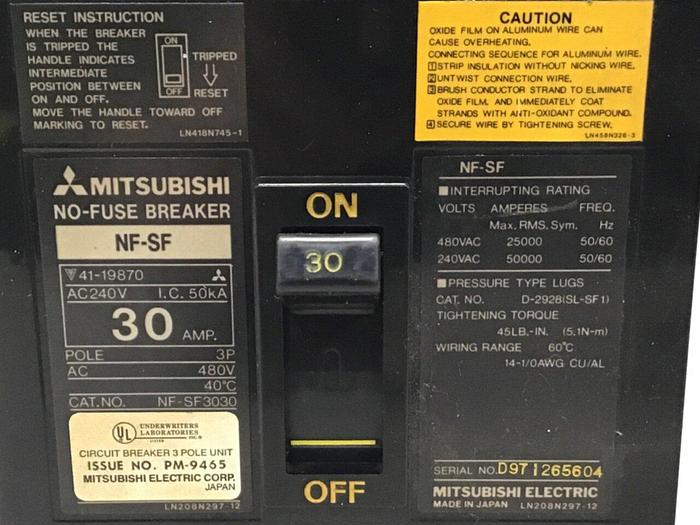 RESET INSTRUCTION
WHEN THE BREAKER
IS TRIPPED THE
HANDLE INDICATES
INTERMEDIATE
POSITION BETWEEN
ON AND OFF.
MOVE THE HANDLE TOWARD OFF
MARKING TO RESET.
ON
OFF
TRIPPED
RESET
LN418N745-1
CAUTION
OXIDE FILM ON ALUMINUM WIRE CAN
CAUSE OVERHEATING.
CONNECTING SEQUENCE FOR ALUMINUM WIRE.
1 STRIP INSULATION WITHOUT NICKING WIRE.
2 UNTWIST CONNECTION WIRE.
3 BRUSH CONDUCTOR STRAND TO ELIMINATE
OXIDE FILM, AND IMMEDIATELY COAT
STRANDS WITH ANTI-OXIDANT COMPOUND.
4 SECURE WIRE BY TIGHTENING SCREW.
LN458N326-3
MITSUBISHI
NO-FUSE BREAKER
NF-SF
41-19870
AC240V I.C. 50kA
30 AMP.
POLE 3P
AC 480V
40°C
CAT.NO. NF-SF3030
UL
UNDERWRITERS
LABORATORIES
CIRCUIT BREAKER 3 POLE UNIT
ISSUE NO. PM-9465
MITSUBISHI ELECTRIC CORP.
JAPAN
LN208N297-12
ON
30
OFF
NF-SF
INTERRUPTING RATING
VOLTS AMPERES FREQ.
Max. RMS. Sym. Hz
480VAC 25000 50/60
240VAC 50000 50/60
PRESSURE TYPE LUGS
CAT. NO. D-2928(SL-SF1)
TIGHTENING TORQUE
45LB.-IN. (5.1N-m)
WIRING RANGE 60°C
14-1/0AWG CU/AL
SERIAL NO. D971265604
MITSUBISHI ELECTRIC
MADE IN JAPAN LN208N297-12